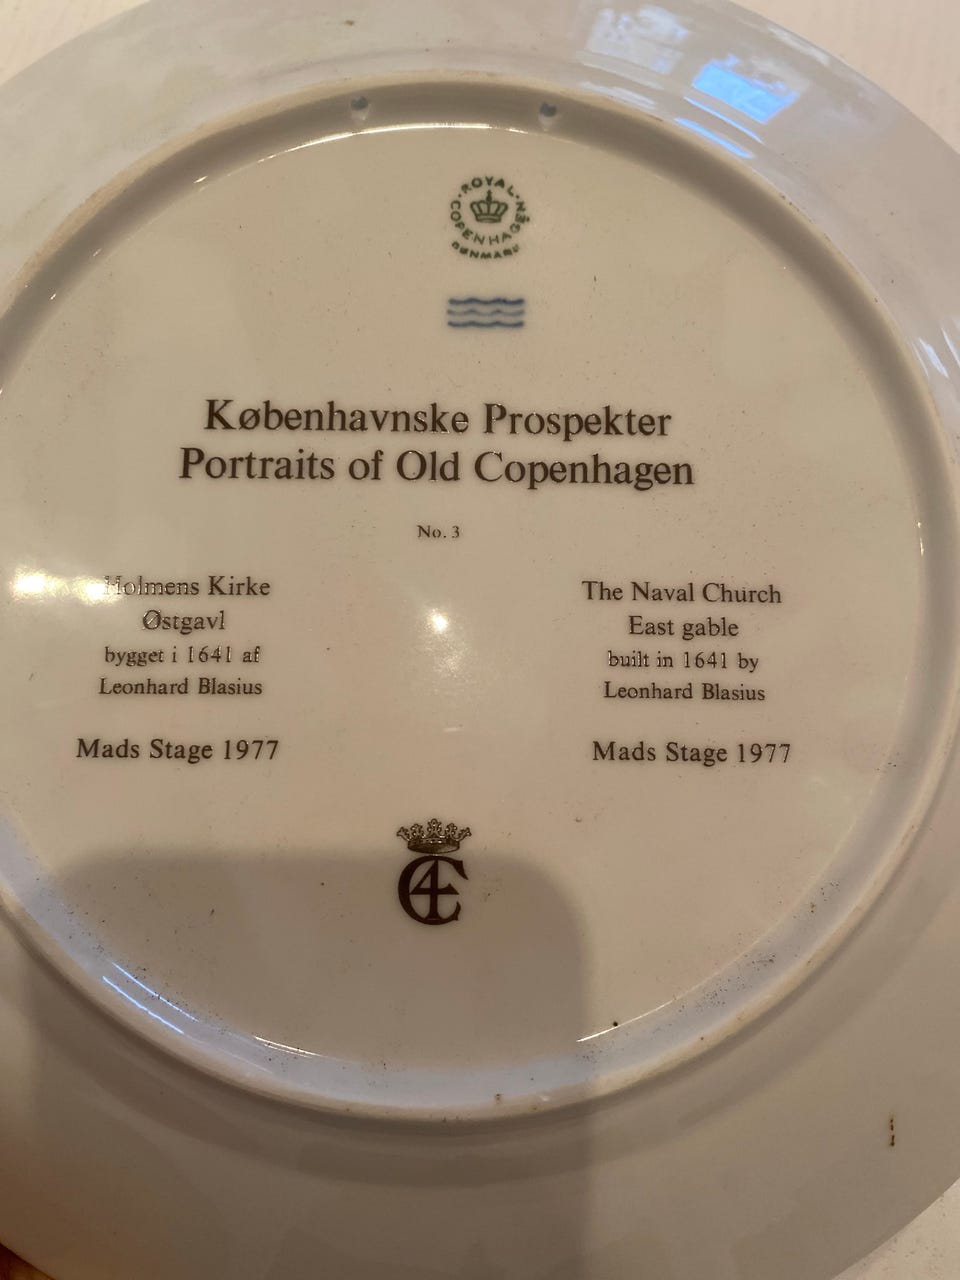 ROYAL
COPENHAGEN
DENMARK
Københavnske Prospekter
Portraits of Old Copenhagen
No. 3
Holmens Kirke
Østgavl
bygget i 1641 af
Leonhard Blasius
Mads Stage 1977
The Naval Church
East gable
built in 1641 by
Leonhard Blasius
Mads Stage 1977
C4